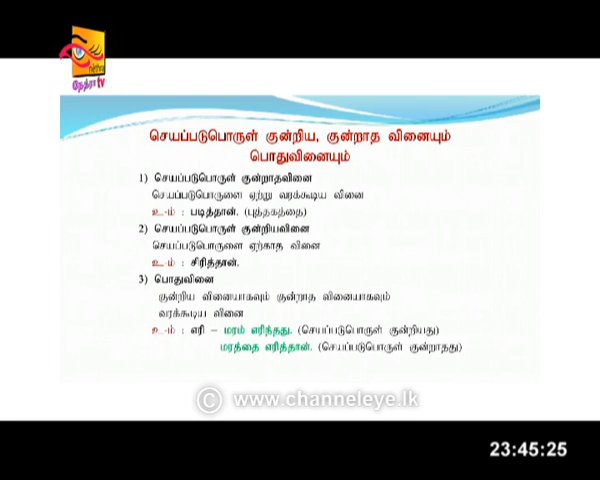 nethra
நேத்ரா tv
செயப்படுபொருள் குன்றிய, குன்றாத வினையும்
பொதுவினையும்
1) செயப்படுபொருள் குன்றாதவினை
செயப்படுபொருளை ஏற்று வரக்கூடிய வினை
உ-ம் : படித்தான். (புத்தகத்தை)
2) செயப்படுபொருள் குன்றியவினை
செயப்படுபொருளை ஏற்காத வினை
உ-ம் : சிரித்தான்.
3) பொதுவினை
குன்றிய வினையாகவும் குன்றாத வினையாகவும்
வரக்கூடிய வினை
உ-ம் : எரி – மரம் எரிந்தது. (செயப்படுபொருள் குன்றியது)
மரத்தை எரித்தான். (செயப்படுபொருள் குன்றாதது)
© www.channeleye.lk
23:45:25